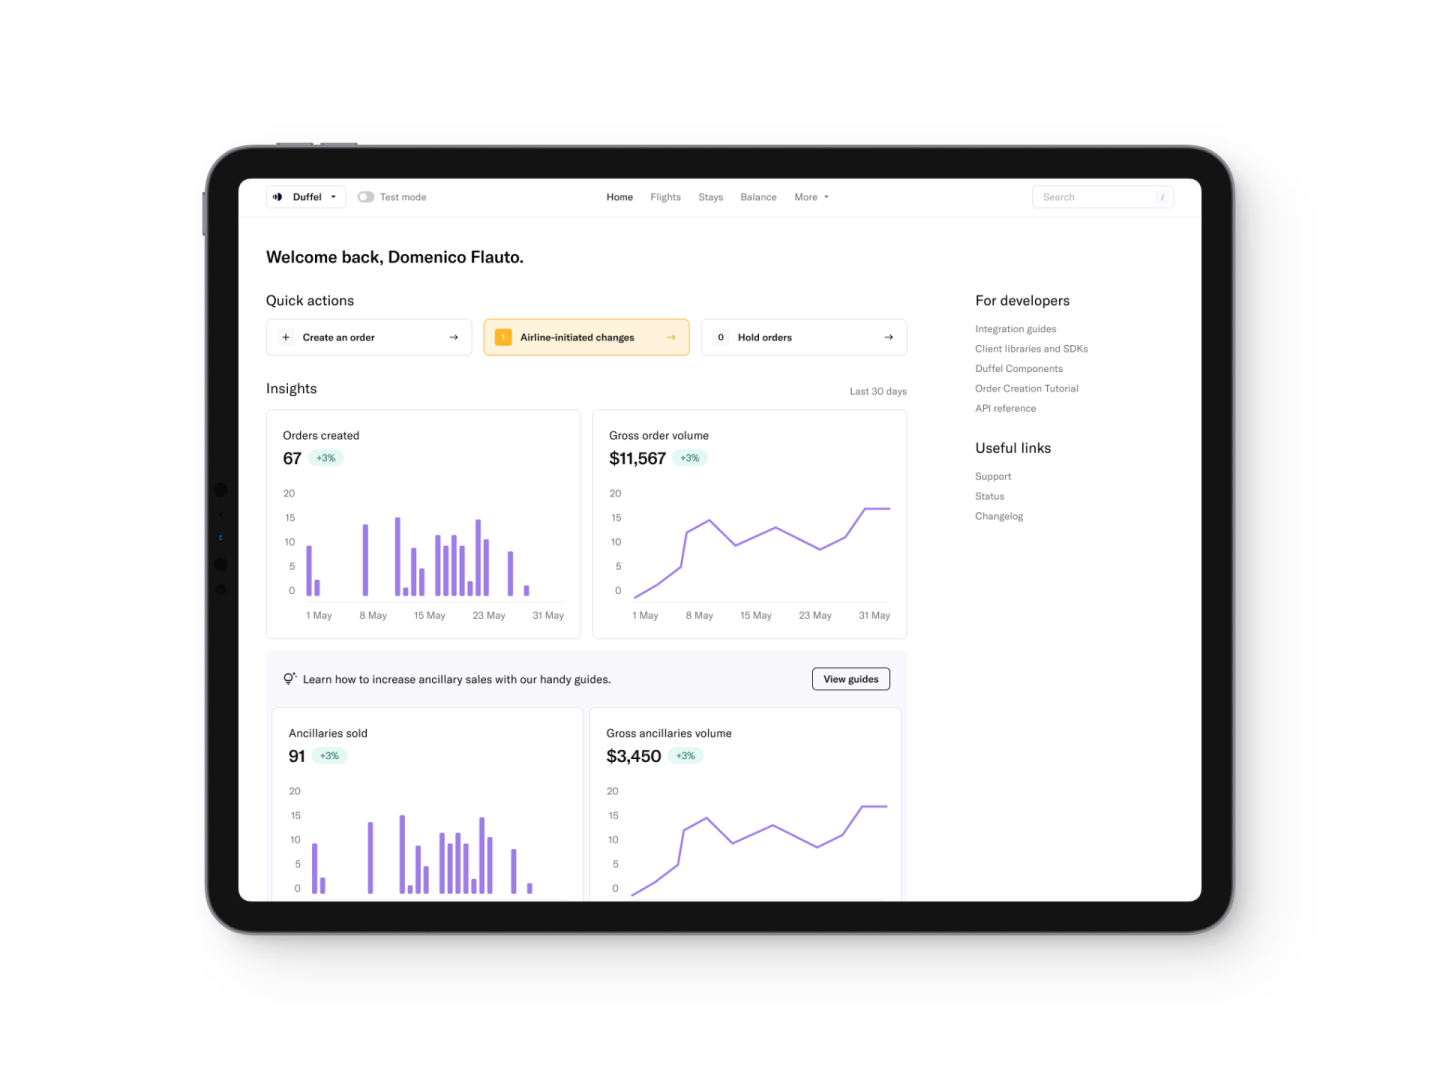 Duffel
Test mode
Home
Flights
Stays
Balance
More
Search
/
Welcome back, Domenico Flauto.
Quick actions
+ Create an order →
1 Airline-initiated changes →
0 Hold orders →
Insights
Last 30 days
Orders created
67 +3%
20
15
10
5
0
1 May 8 May 15 May 23 May 31 May
Gross order volume
$11,567 +3%
20
15
10
5
0
1 May 8 May 15 May 23 May 31 May
Learn how to increase ancillary sales with our handy guides.
View guides
Ancillaries sold
91 +3%
20
15
10
5
0
Gross ancillaries volume
$3,450 +3%
20
15
10
5
0
For developers
Integration guides
Client libraries and SDKs
Duffel Components
Order Creation Tutorial
API reference
Useful links
Support
Status
Changelog